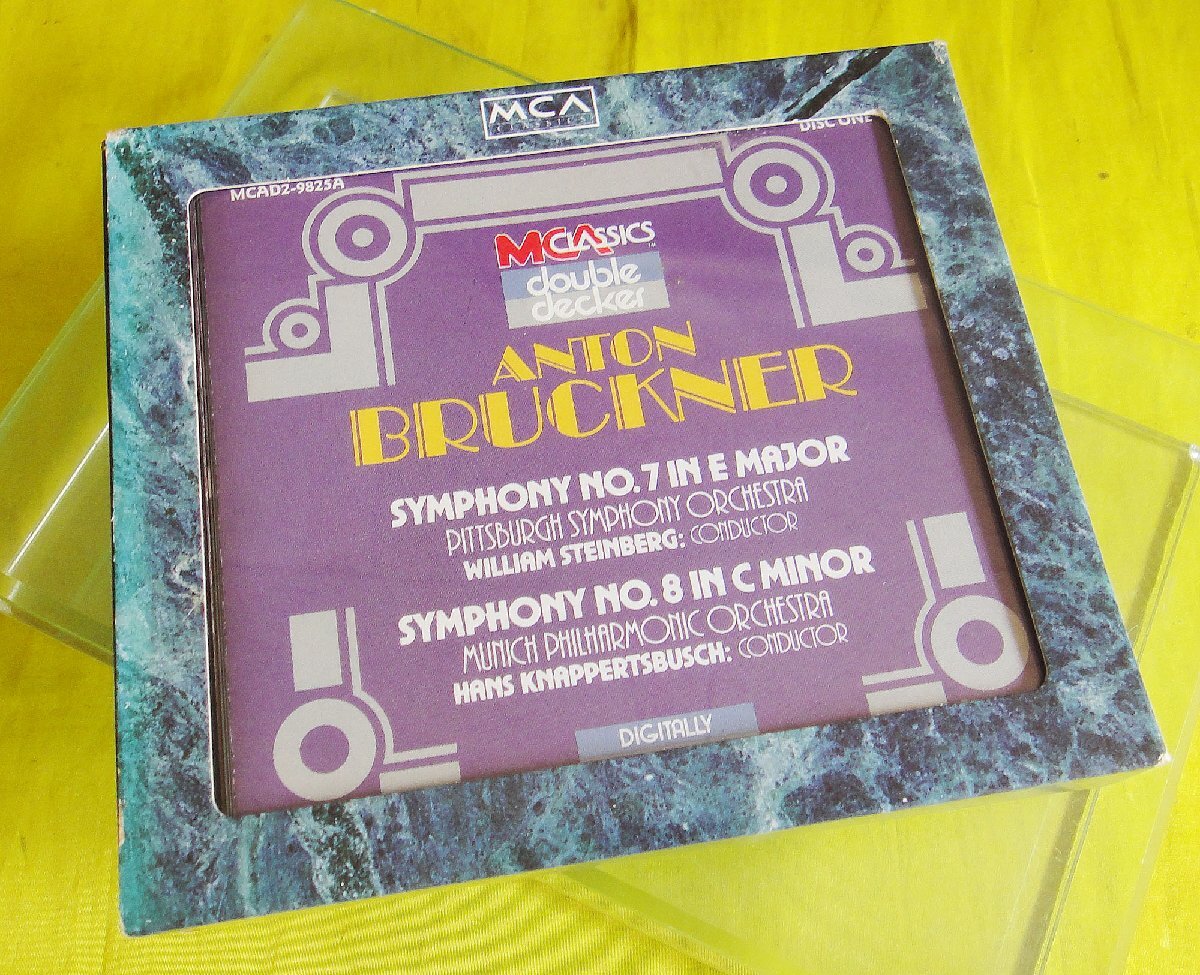 MCA
CLASSICS
DISC ONE
MCAD2-9825A
MCA CLASSICS™
double
decker
ANTON
BRUCKNER
SYMPHONY NO. 7 IN E MAJOR
PITTSBURGH SYMPHONY ORCHESTRA
WILLIAM STEINBERG: CONDUCTOR
SYMPHONY NO. 8 IN C MINOR
MUNICH PHILHARMONIC ORCHESTRA
HANS KNAPPERTSBUSCH: CONDUCTOR
DIGITALLY